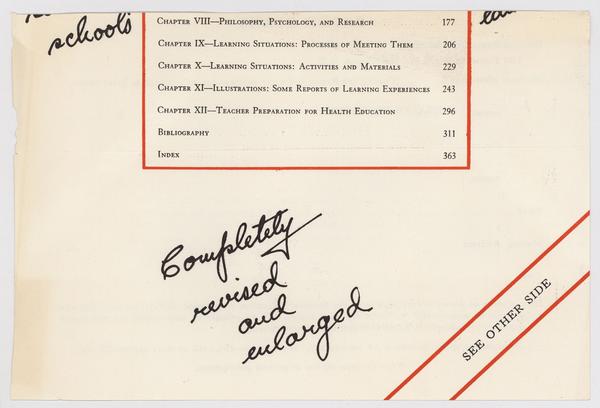 schools
Chapter VIII—Philosophy, Psychology, and Research 177
Chapter IX—Learning Situations: Processes of Meeting Them 206
Chapter X—Learning Situations: Activities and Materials 229
Chapter XI—Illustrations: Some Reports of Learning Experiences 243
Chapter XII—Teacher Preparation for Health Education 296
Bibliography 311
Index 363
Completely
revised
and
enlarged
SEE OTHER SIDE